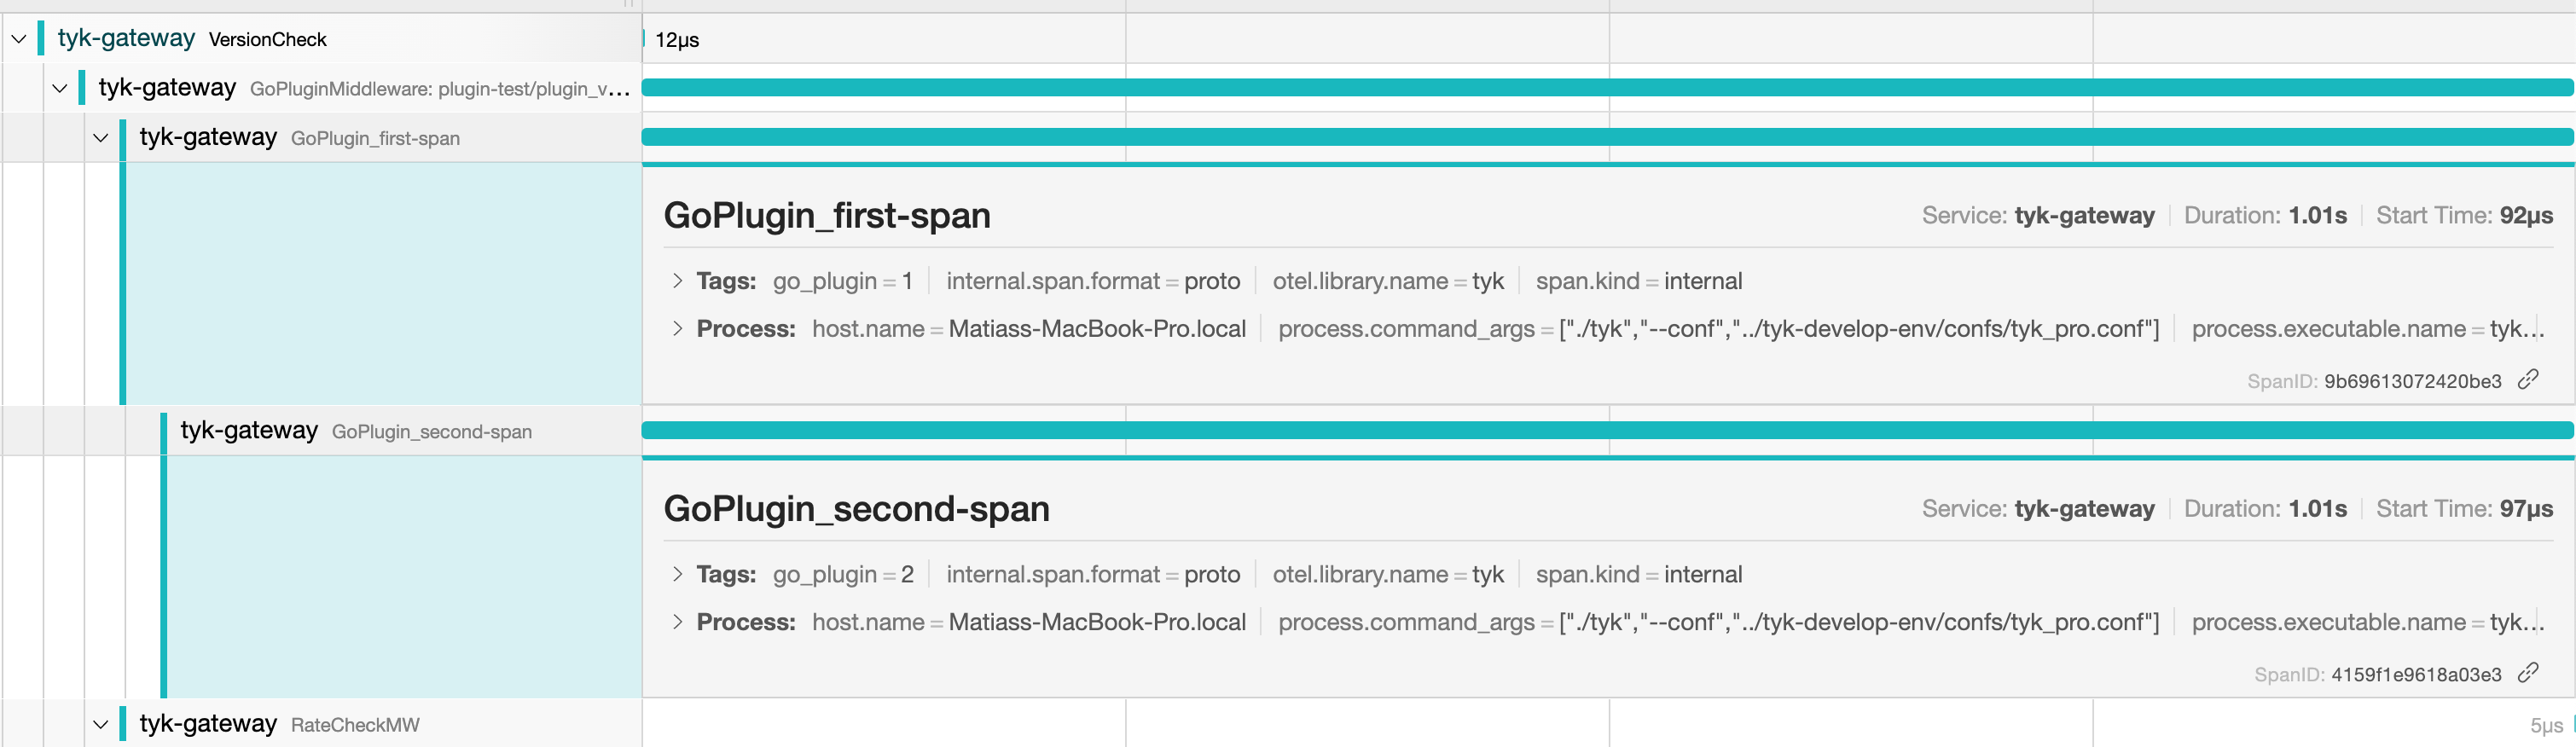 tyk-gateway VersionCheck 12μs
tyk-gateway GoPluginMiddleware: plugin-test/plugin_v...
tyk-gateway GoPlugin_first-span
GoPlugin_first-span Service: tyk-gateway Duration: 1.01s Start Time: 92μs
Tags: go_plugin = 1 internal.span.format = proto otel.library.name = tyk span.kind = internal
Process: host.name = Matiass-MacBook-Pro.local process.command_args = ["./tyk","--conf","../tyk-develop-env/confs/tyk_pro.conf"] process.executable.name = tyk...
SpanID: 9b69613072420be3
tyk-gateway GoPlugin_second-span
GoPlugin_second-span Service: tyk-gateway Duration: 1.01s Start Time: 97μs
Tags: go_plugin = 2 internal.span.format = proto otel.library.name = tyk span.kind = internal
Process: host.name = Matiass-MacBook-Pro.local process.command_args = ["./tyk","--conf","../tyk-develop-env/confs/tyk_pro.conf"] process.executable.name = tyk...
SpanID: 4159f1e9618a03e3
tyk-gateway RateCheckMW 5μs